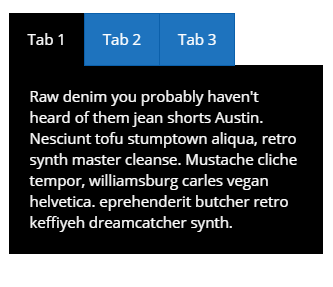 Tab 1 Tab 2 Tab 3
Raw denim you probably haven't
heard of them jean shorts Austin.
Nesciunt tofu stumptown aliqua, retro
synth master cleanse. Mustache cliche
tempor, williamsburg carles vegan
helvetica. eprehenderit butcher retro
keffiyeh dreamcatcher synth.